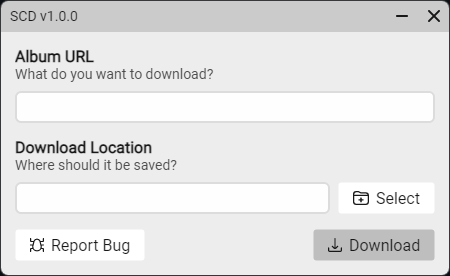 SCD v1.0.0
Album URL
What do you want to download?
Download Location
Where should it be saved?
Select
Report Bug
Download